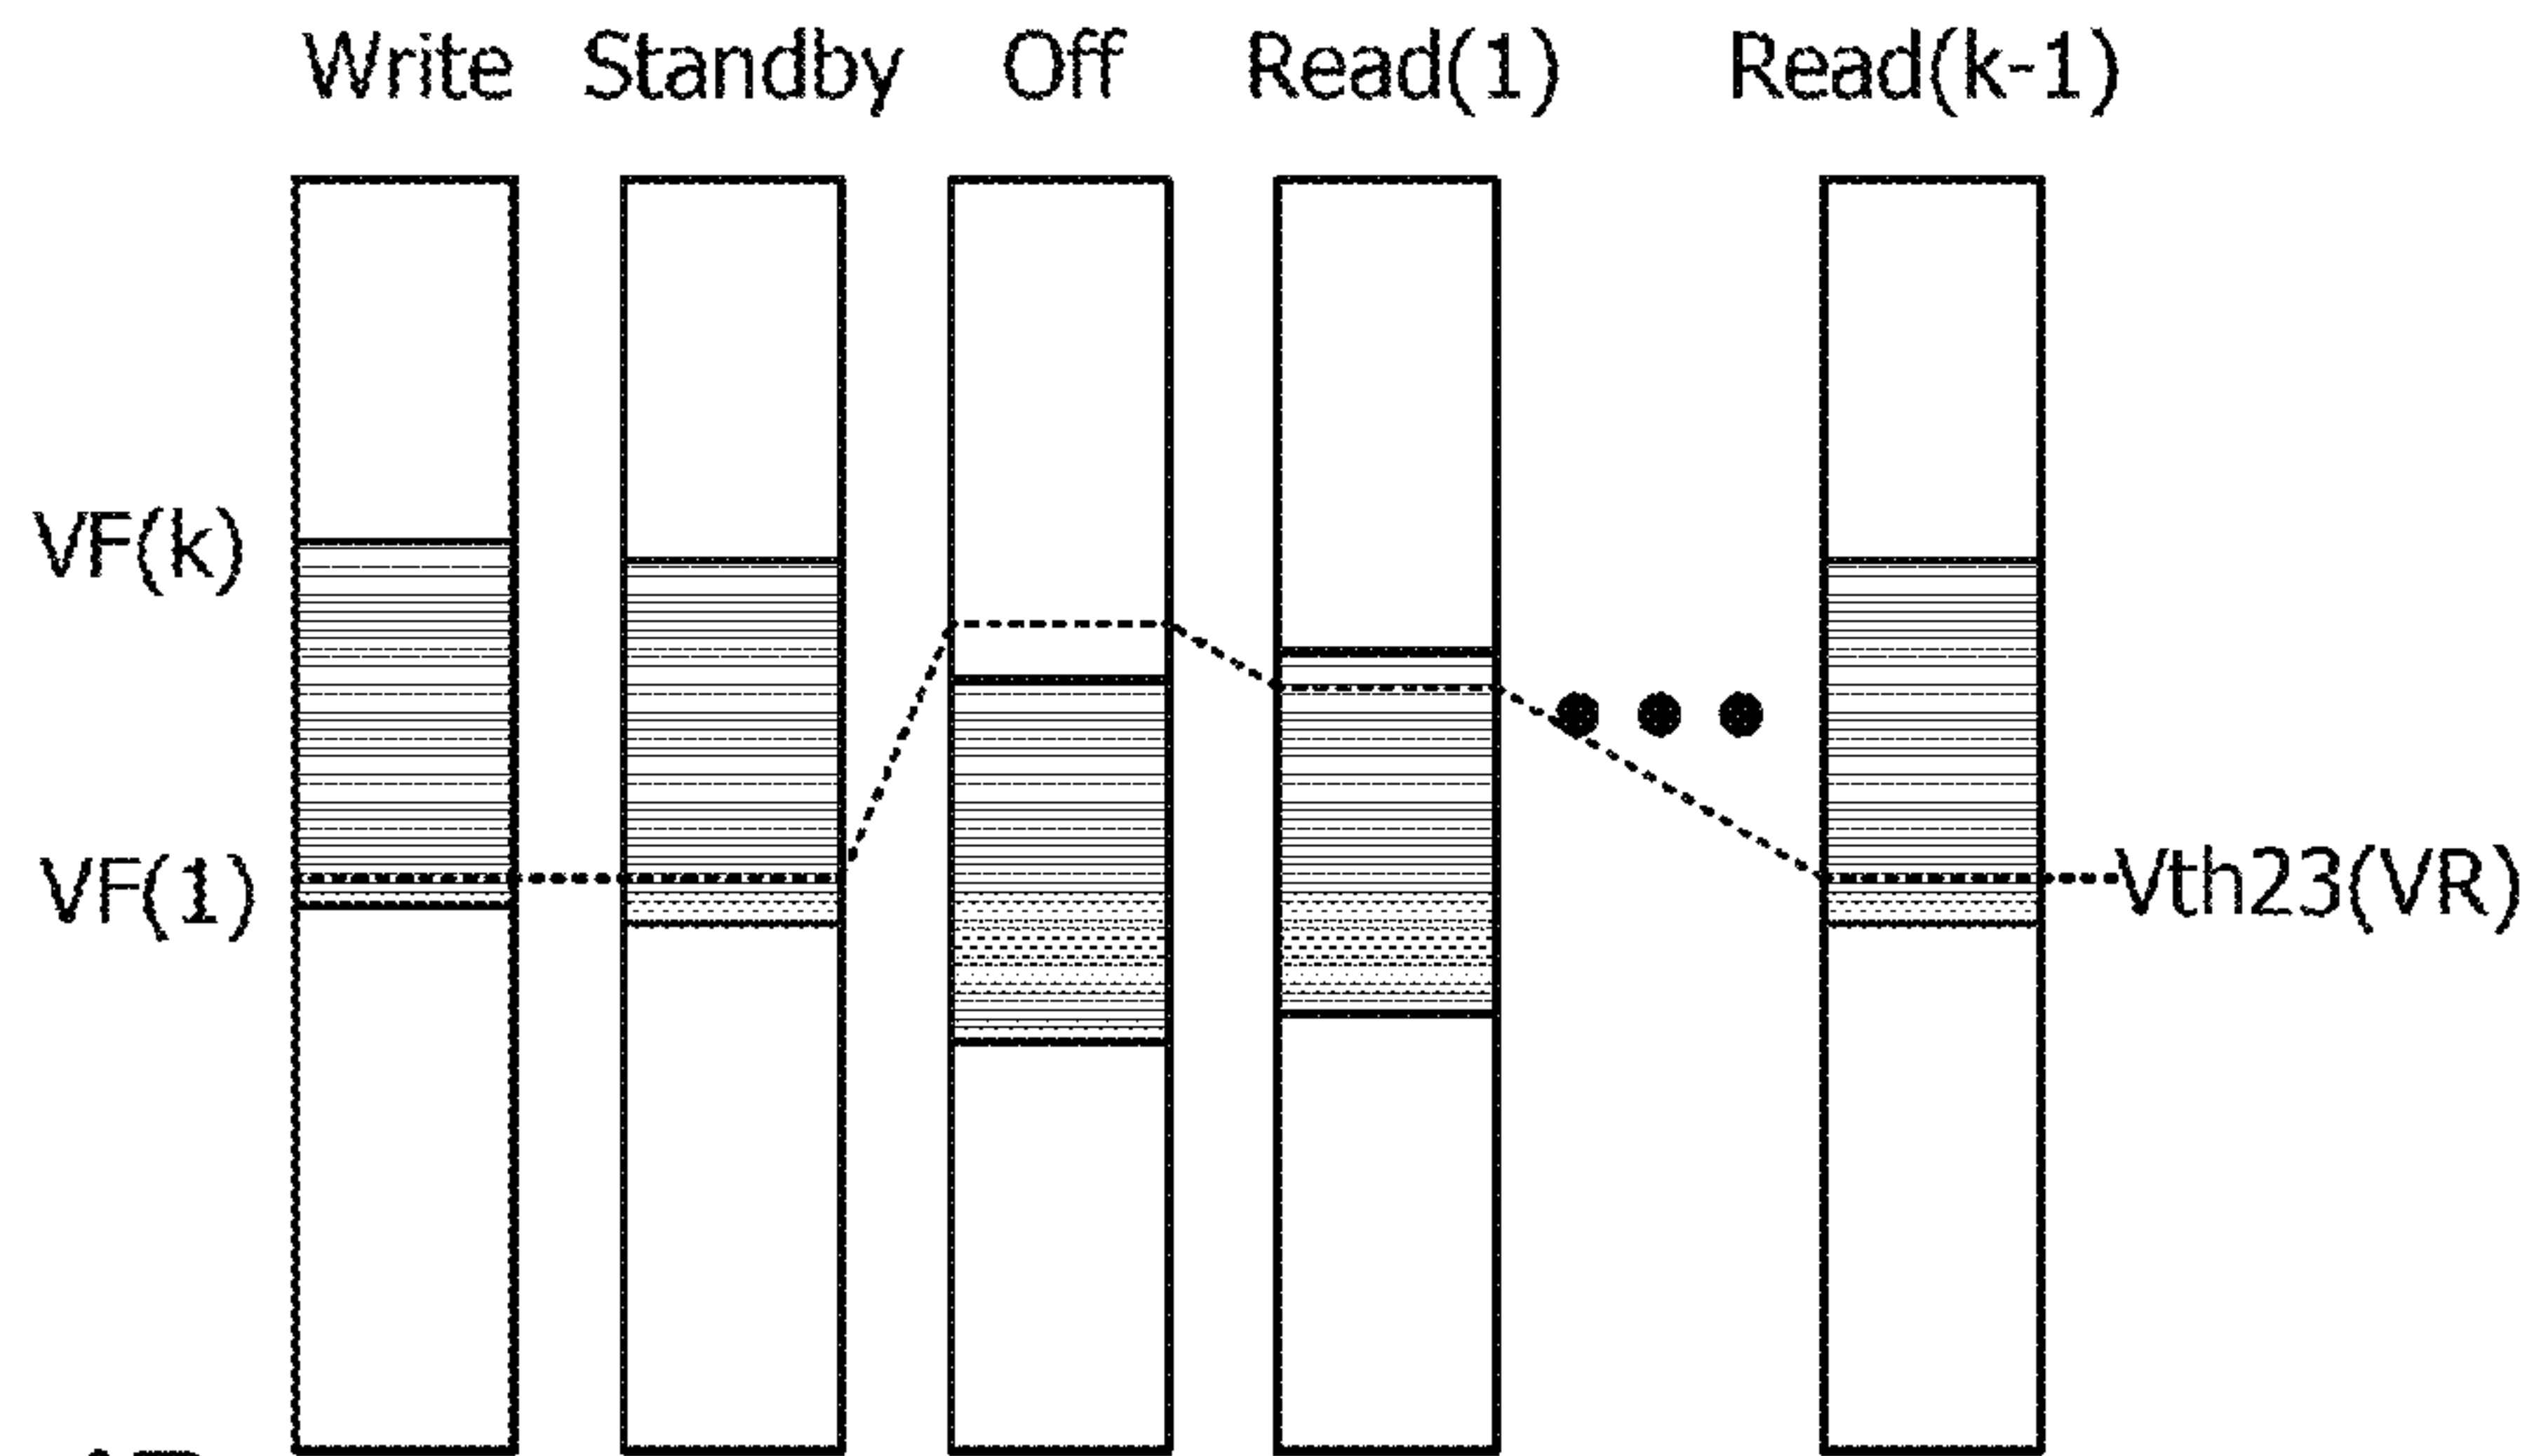 Write Standby Off Read(1) Read(k-1)
VF(k)
VF(1)
Vth23(VR)